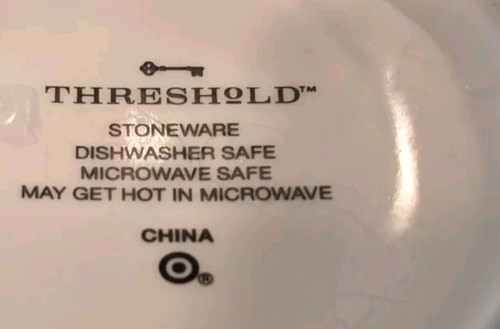 THRESHOLD™
STONEWARE
DISHWASHER SAFE
MICROWAVE SAFE
MAY GET HOT IN MICROWAVE
CHINA
®